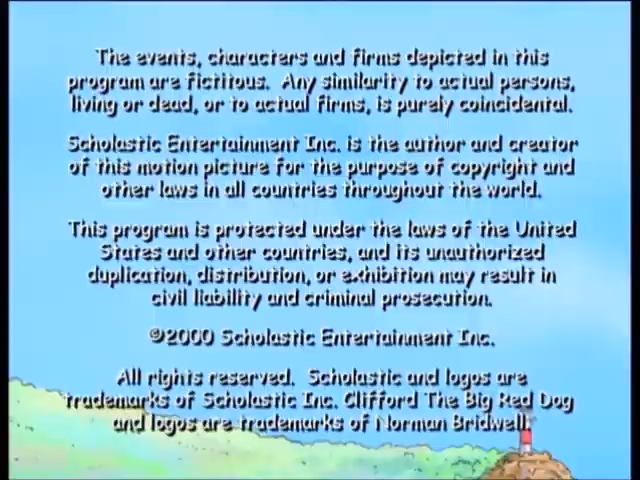 The events, characters and firms depicted in this
program are fictitous. Any similarity to actual persons,
living or dead, or to actual firms, is purely coincidental.
Scholastic Entertainment Inc. is the author and creator
of this motion picture for the purpose of copyright and
other laws in all countries throughout the world.
This program is protected under the laws of the United
States and other countries, and its unauthorized
duplication, distribution, or exhibition may result in
civil liability and criminal prosecution.
©2000 Scholastic Entertainment Inc.
All rights reserved. Scholastic and logos are
trademarks of Scholastic Inc. Clifford The Big Red Dog
and logos are trademarks of Norman Bridwell.